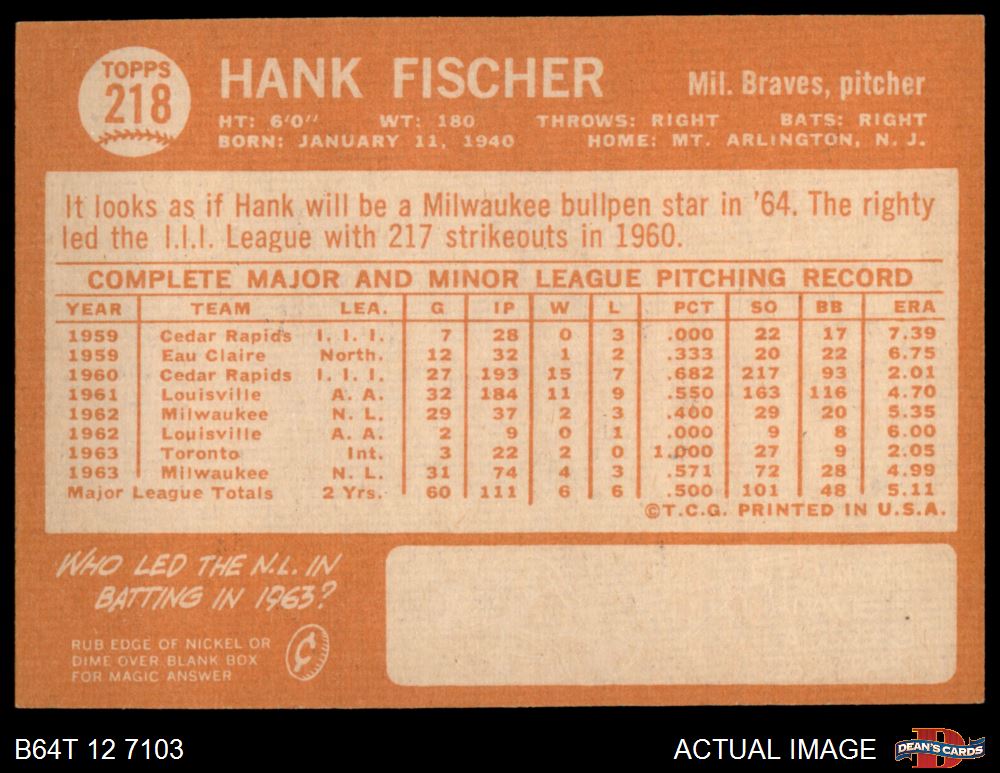 TOPPS
218
HANK FISCHER
Mil. Braves, pitcher
HT: 6'0" WT: 180 THROWS: RIGHT BATS: RIGHT
BORN: JANUARY 11, 1940 HOME: MT. ARLINGTON, N. J.
It looks as if Hank will be a Milwaukee bullpen star in '64. The righty
led the I.I.I. League with 217 strikeouts in 1960.
COMPLETE MAJOR AND MINOR LEAGUE PITCHING RECORD
YEAR TEAM LEA. G IP W L PCT SO BB ERA
1959 Cedar Rapids I. I. I. 7 28 0 3 .000 22 17 7.39
1959 Eau Claire North. 12 32 1 2 .333 20 22 6.75
1960 Cedar Rapids I. I. I. 27 193 15 7 .682 217 93 2.01
1961 Louisville A. A. 32 184 11 9 .550 163 116 4.70
1962 Milwaukee N. L. 29 37 2 3 .400 29 20 5.35
1962 Louisville A. A. 2 9 0 1 .000 9 8 6.00
1963 Toronto Int. 3 22 2 0 1.000 27 9 2.05
1963 Milwaukee N. L. 31 74 4 3 .571 72 28 4.99
Major League Totals 2 Yrs. 60 111 6 6 .500 101 48 5.11
©T.C.G. PRINTED IN U.S.A.
WHO LED THE N.L. IN
BATTING IN 1963?
RUB EDGE OF NICKEL OR
DIME OVER BLANK BOX
FOR MAGIC ANSWER
¢
B64T 12 7103
ACTUAL IMAGE
D
DEAN'S CARDS